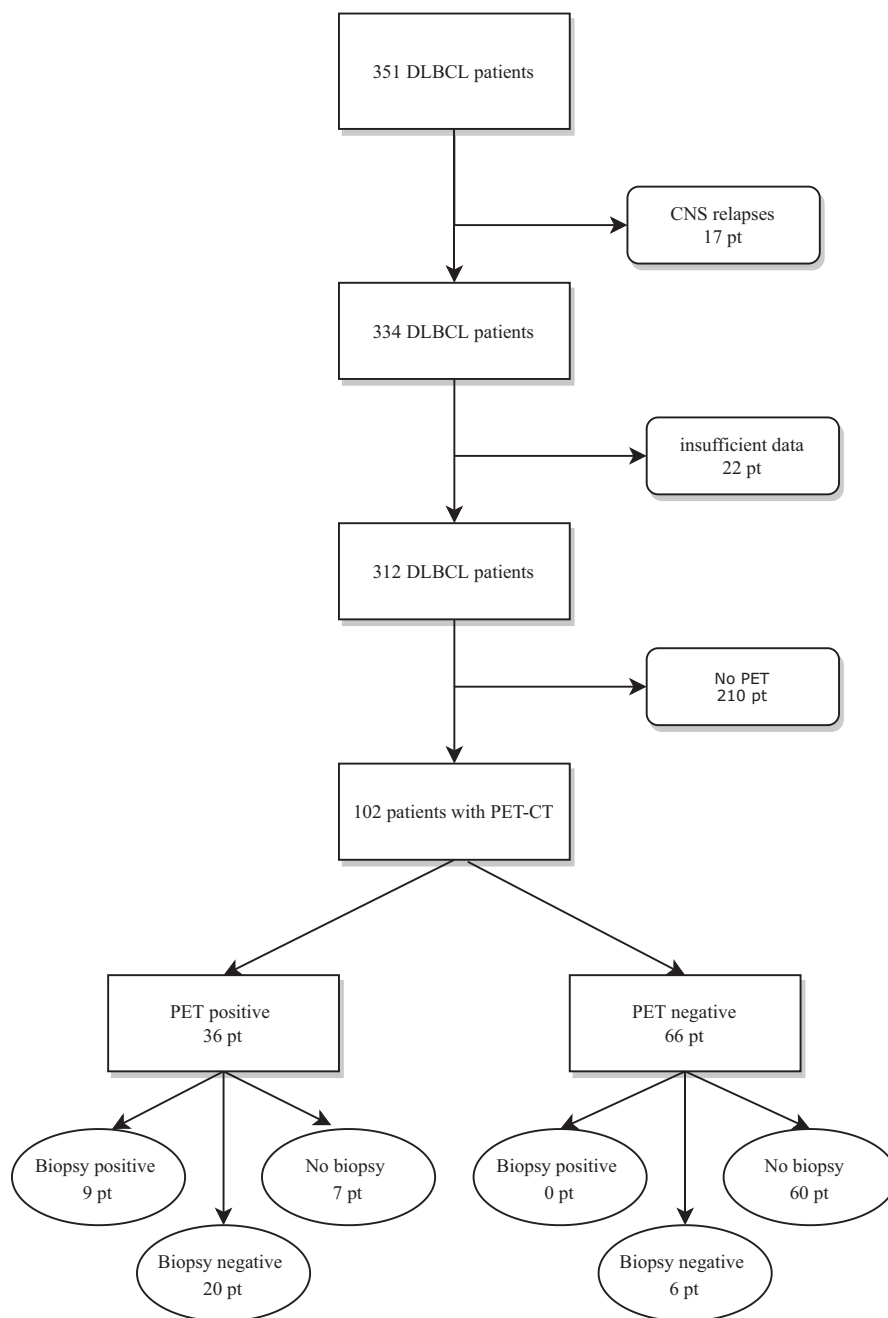 351 DLBCL patients
CNS relapses
17 pt
334 DLBCL patients
insufficient data
22 pt
312 DLBCL patients
No PET
210 pt
102 patients with PET-CT
PET positive
36 pt
PET negative
66 pt
Biopsy positive
9 pt
No biopsy
7 pt
Biopsy positive
0 pt
No biopsy
60 pt
Biopsy negative
20 pt
Biopsy negative
6 pt